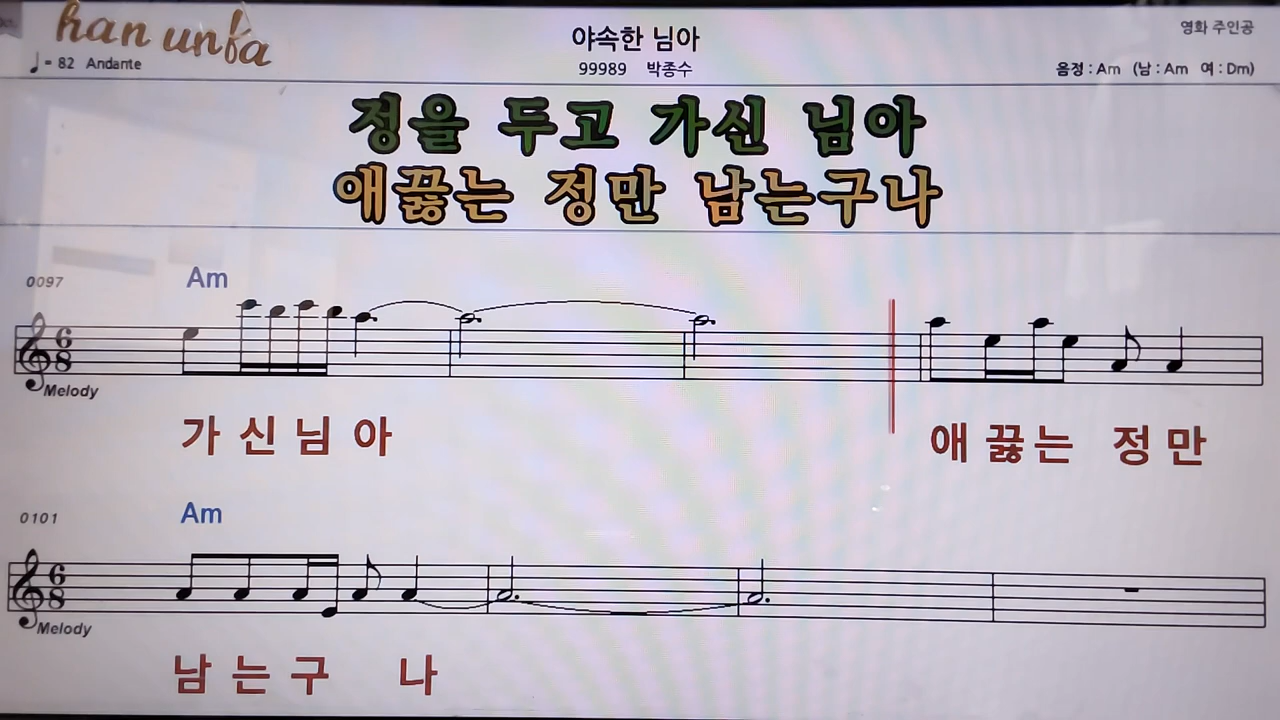 han unba
야속한 님아
영화 주인공
♩= 82 Andante
99989 박종수
음정 : Am (남 : Am 여 : Dm)
정을 두고 가신 님아
애끓는 정만 남는구나
0097
Am
6
8
Melody
가 신 님 아
애 끓 는 정 만
0101
Am
6
8
Melody
남 는 구 나